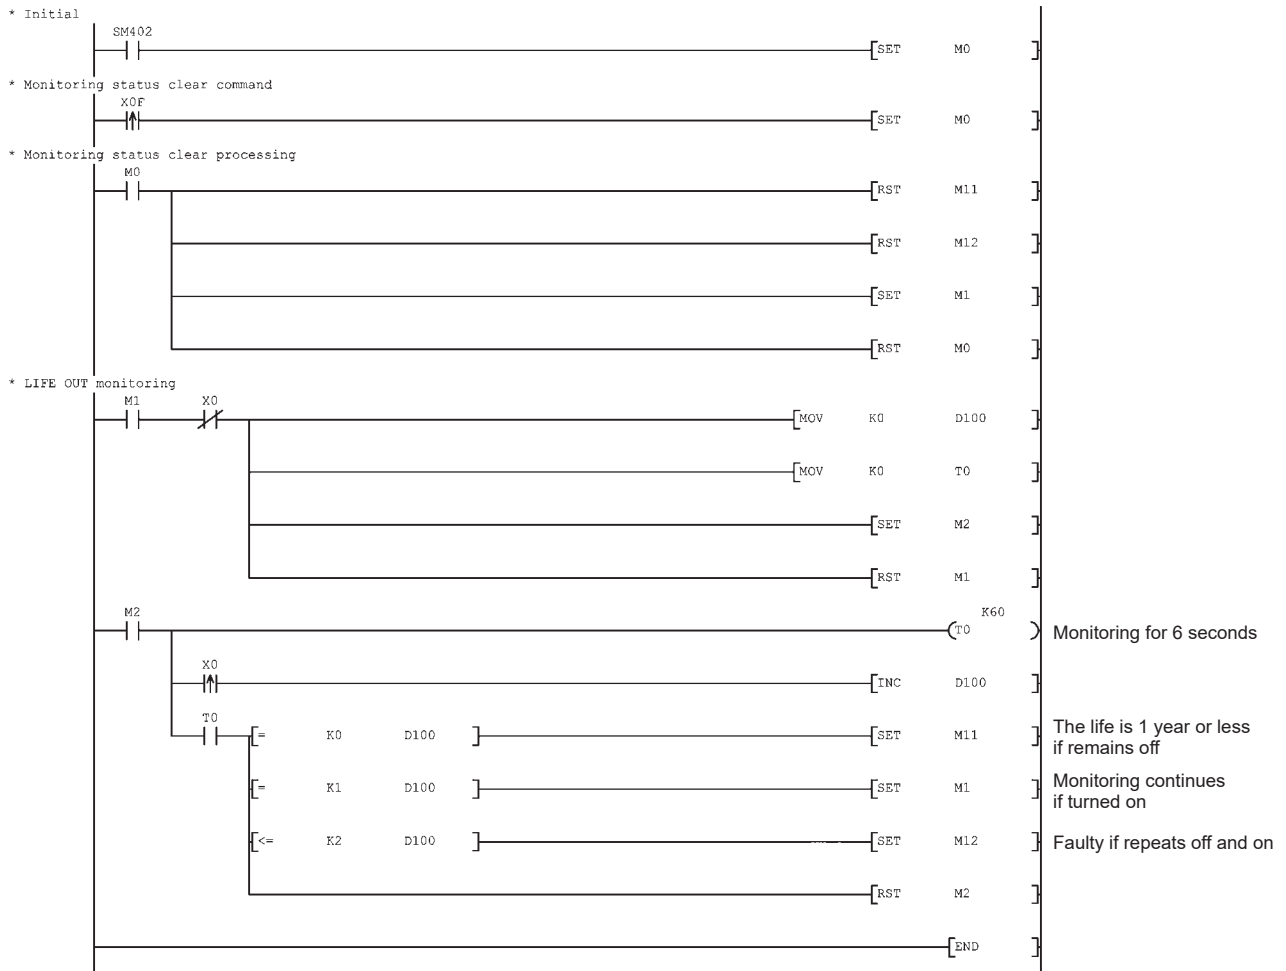 * Initial
SM402
SET M0
* Monitoring status clear command
X0F
SET M0
* Monitoring status clear processing
M0
RST M11
RST M12
SET M1
RST M0
* LIFE OUT monitoring
M1 X0
MOV K0 D100
MOV K0 T0
SET M2
RST M1
M2 K60
T0 Monitoring for 6 seconds
X0
INC D100
T0
= K0 D100 SET M11
The life is 1 year or less
if remains off
= K1 D100 SET M1
Monitoring continues
if turned on
<= K2 D100 SET M12 Faulty if repeats off and on
RST M2
END